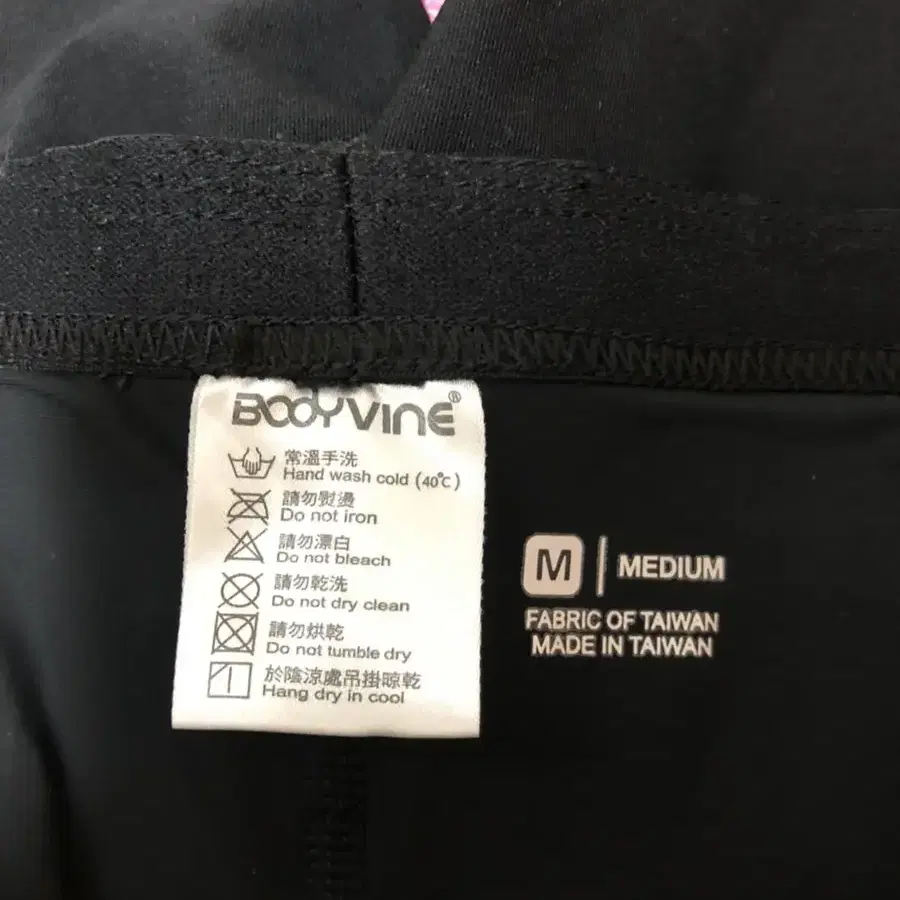 BODYVINE®
常溫手洗
Hand wash cold (40℃)
請勿熨燙
Do not iron
請勿漂白
Do not bleach
請勿乾洗
Do not dry clean
請勿烘乾
Do not tumble dry
於陰涼處吊掛晾乾
Hang dry in cool
M | MEDIUM
FABRIC OF TAIWAN
MADE IN TAIWAN